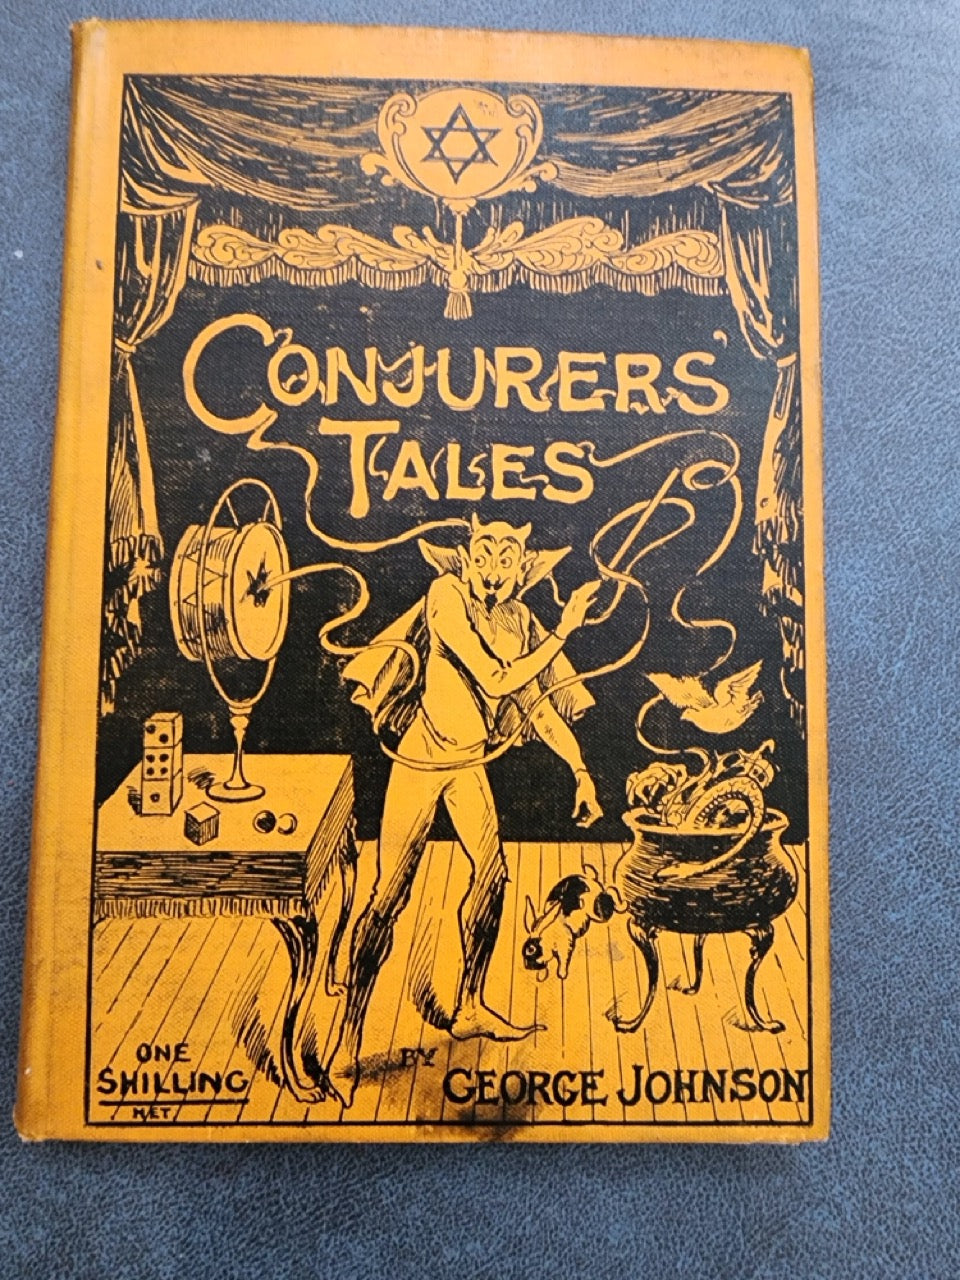 CONJURERS'
TALES
ONE
SHILLING
NET
BY
GEORGE JOHNSON